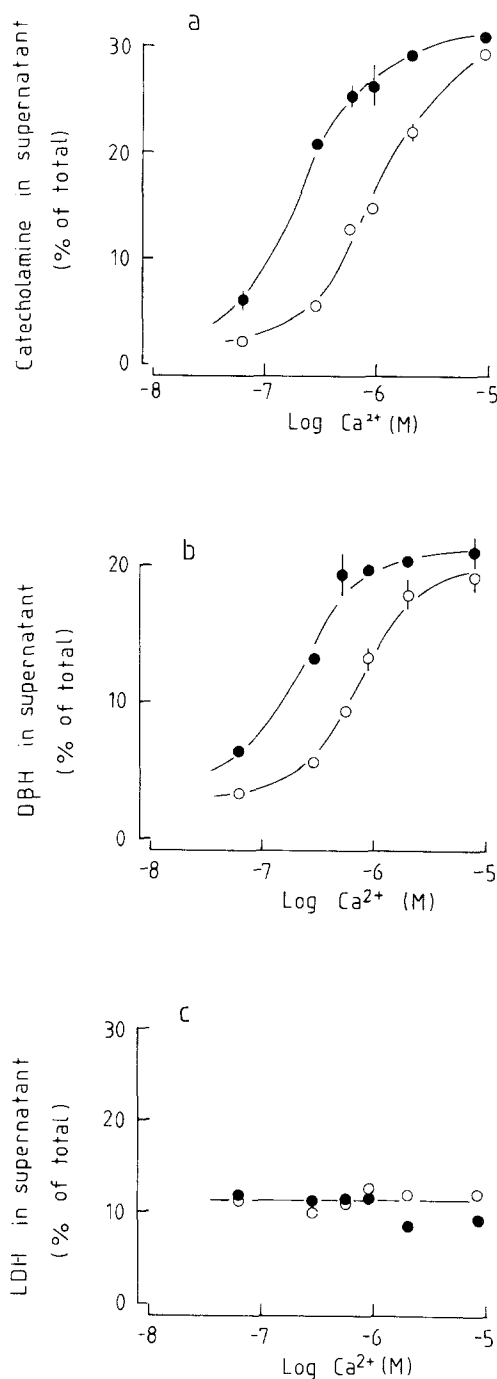 a
Catecholamine in supernatant
(% of total)
30
20
10
0
-8
-7
-6
-5
Log Ca²⁺ (M)
b
DβH in supernatant
(% of total)
20
10
0
-8
-7
-6
-5
Log Ca²⁺ (M)
c
LDH in supernatant
(% of total)
30
20
10
0
-8
-7
-6
-5
Log Ca²⁺ (M)